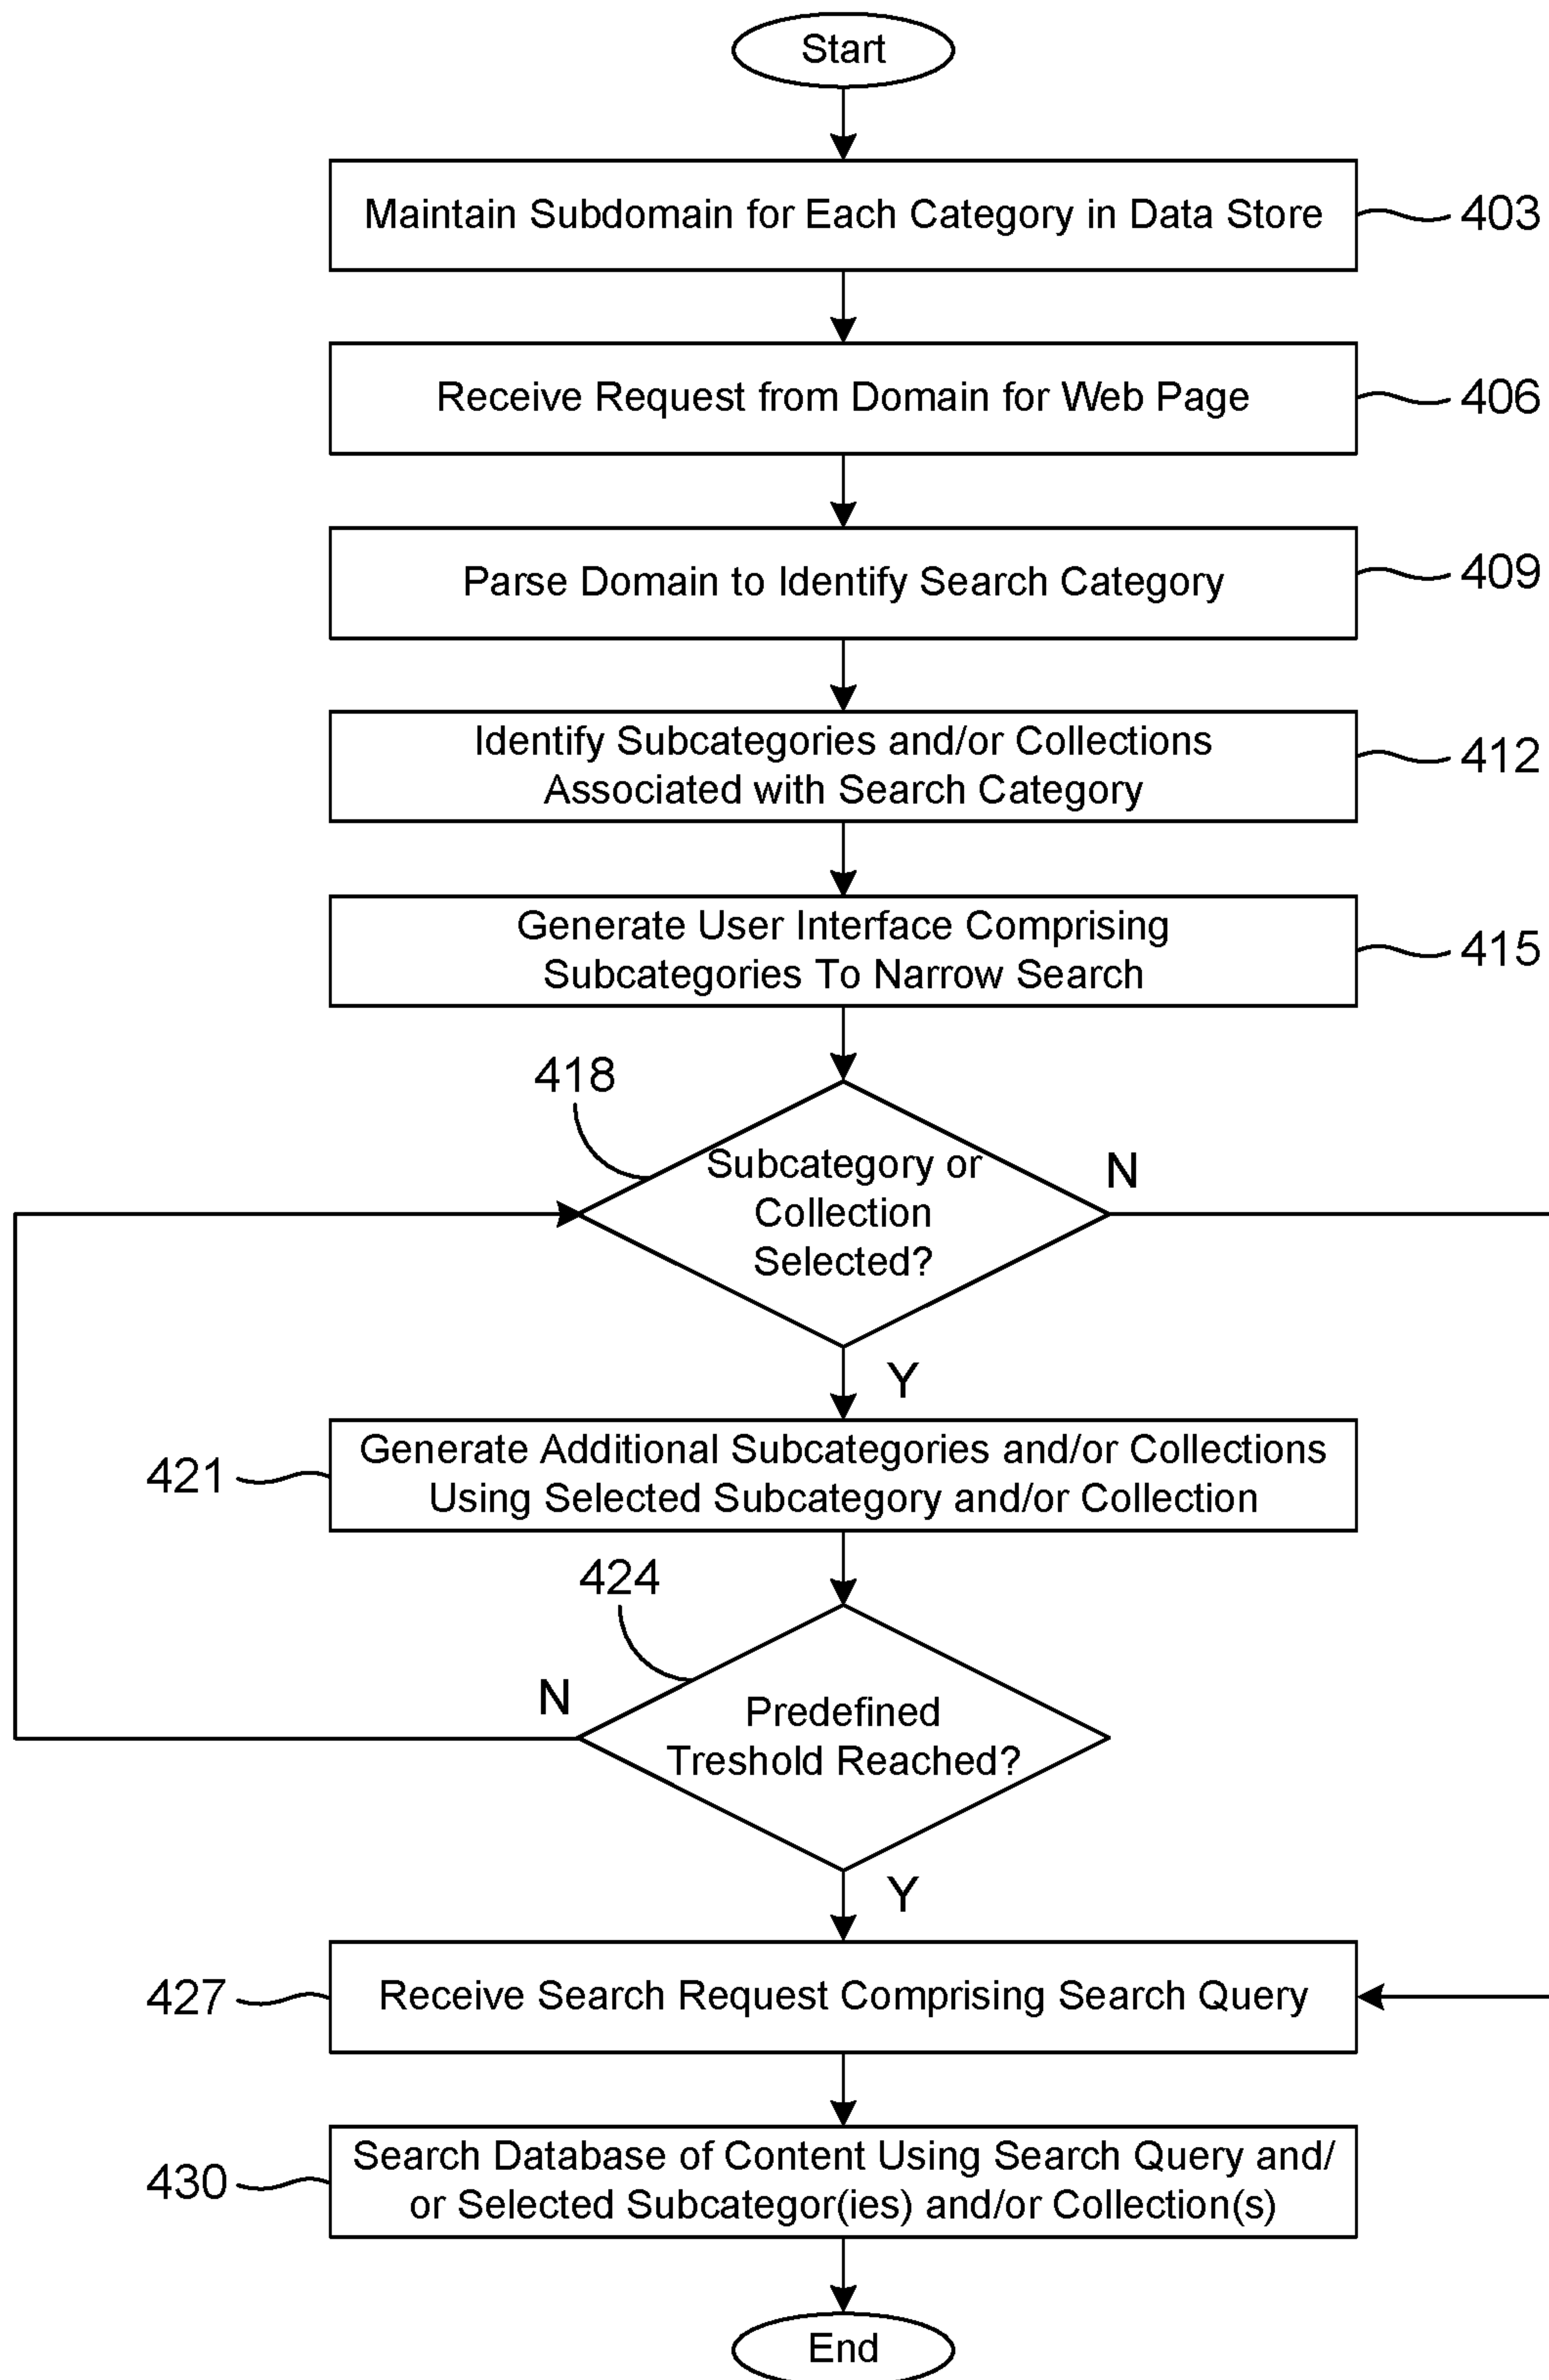 Start
Maintain Subdomain for Each Category in Data Store
403
Receive Request from Domain for Web Page
406
Parse Domain to Identify Search Category
409
Identify Subcategories and/or Collections
Associated with Search Category
412
Generate User Interface Comprising
Subcategories To Narrow Search
415
418
Subcategory or
Collection
Selected?
N
Y
421
Generate Additional Subcategories and/or Collections
Using Selected Subcategory and/or Collection
424
N
Predefined
Treshold Reached?
Y
427
Receive Search Request Comprising Search Query
430
Search Database of Content Using Search Query and/
or Selected Subcategor(ies) and/or Collection(s)
End